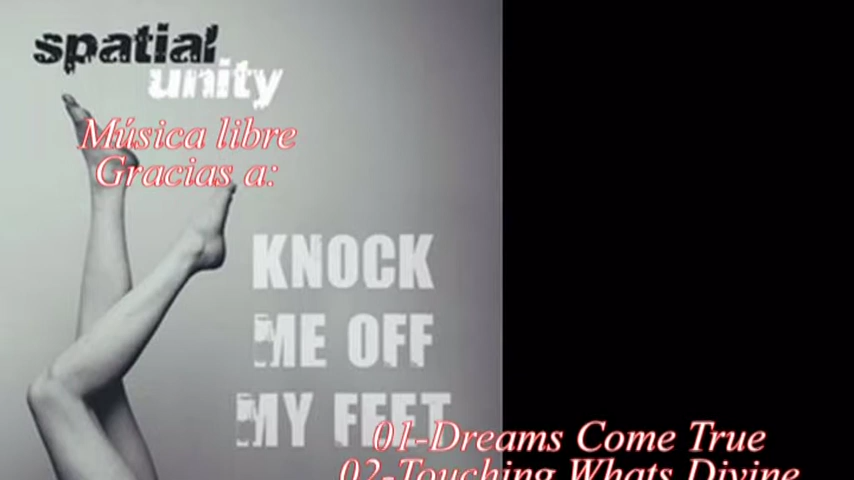 spatial
unity
Música libre
Gracias a:
KNOCK
ME OFF
MY FEET
01-Dreams Come True
02-Touching Whats Divine